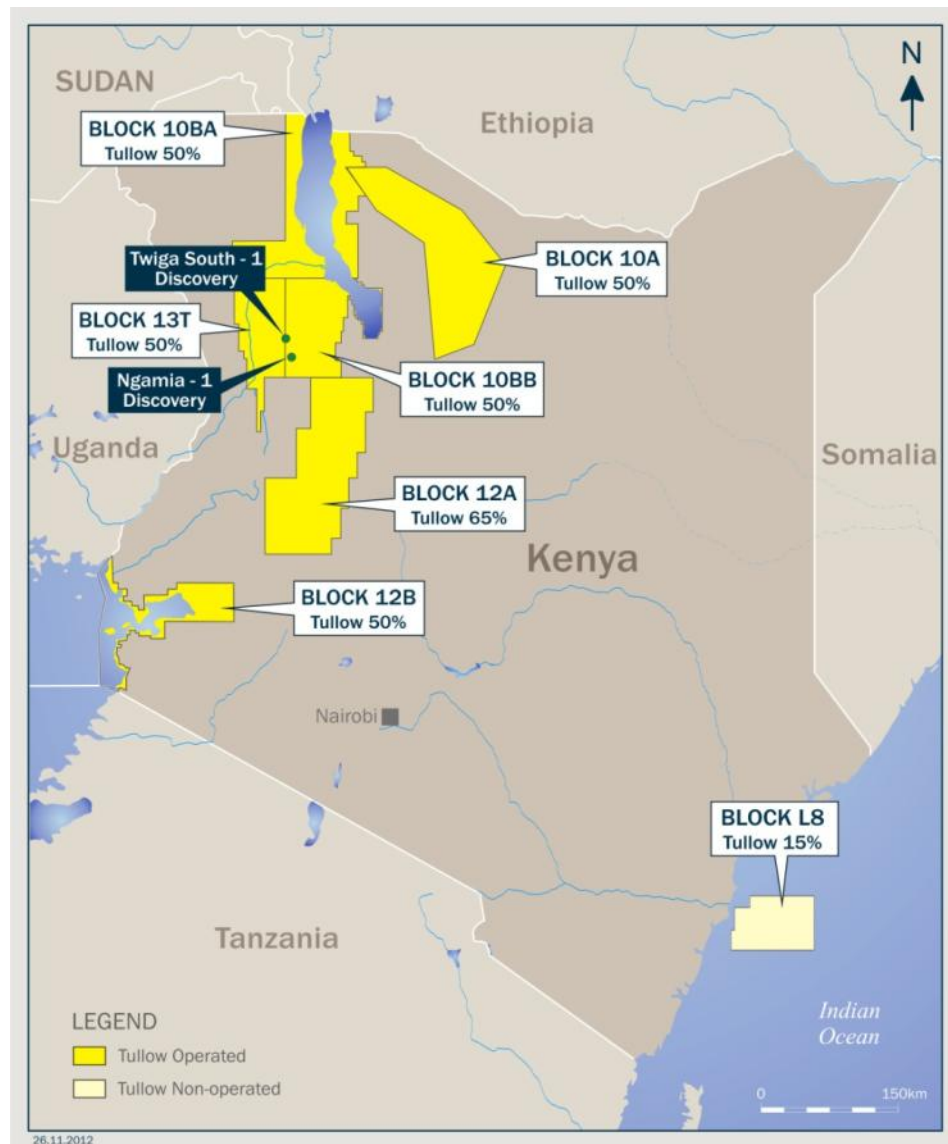 N
SUDAN
Ethiopia
BLOCK 10BA
Tullow 50%
Twiga South - 1
Discovery
BLOCK 10A
Tullow 50%
BLOCK 13T
Tullow 50%
Ngamia - 1
Discovery
BLOCK 10BB
Tullow 50%
Uganda
Somalia
BLOCK 12A
Tullow 65%
Kenya
BLOCK 12B
Tullow 50%
Nairobi
BLOCK L8
Tullow 15%
Tanzania
Indian
Ocean
LEGEND
Tullow Operated
Tullow Non-operated
0 150km
26.11.2012